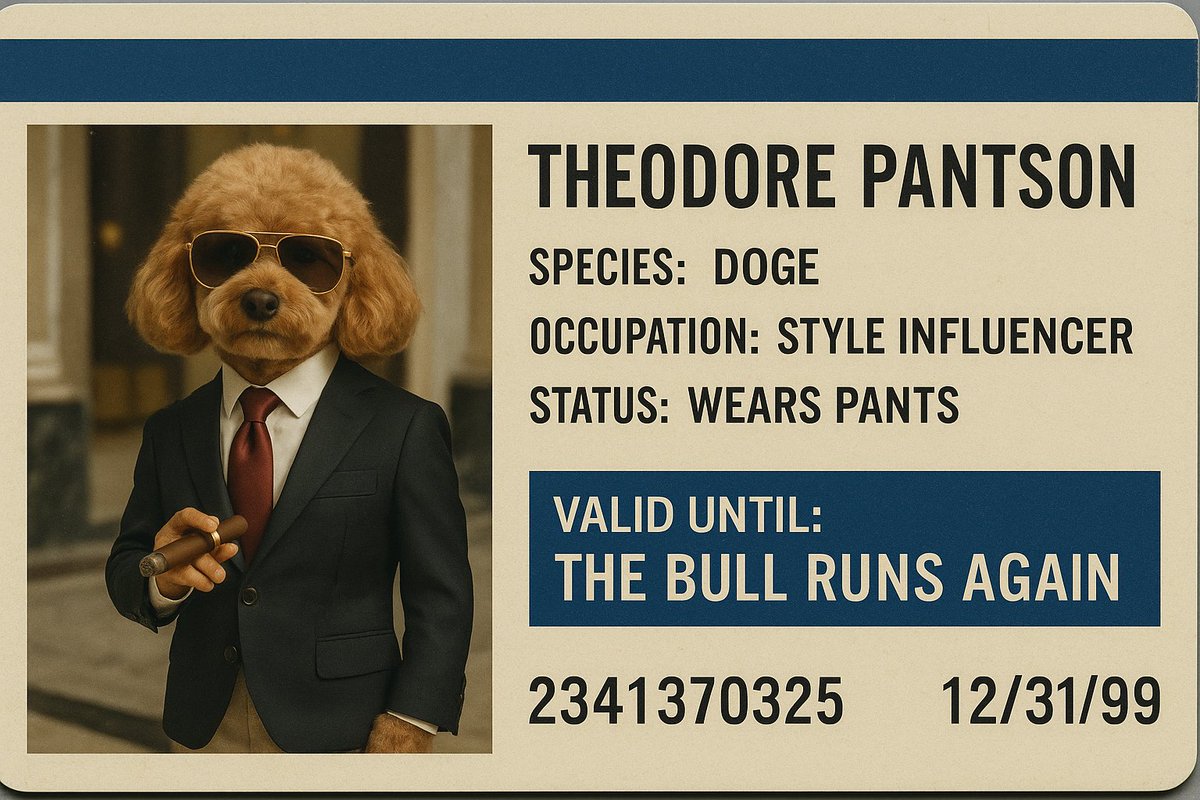 THEODORE PANTSON
SPECIES: DOGE
OCCUPATION: STYLE INFLUENCER
STATUS: WEARS PANTS
VALID UNTIL:
THE BULL RUNS AGAIN
2341370325 12/31/99